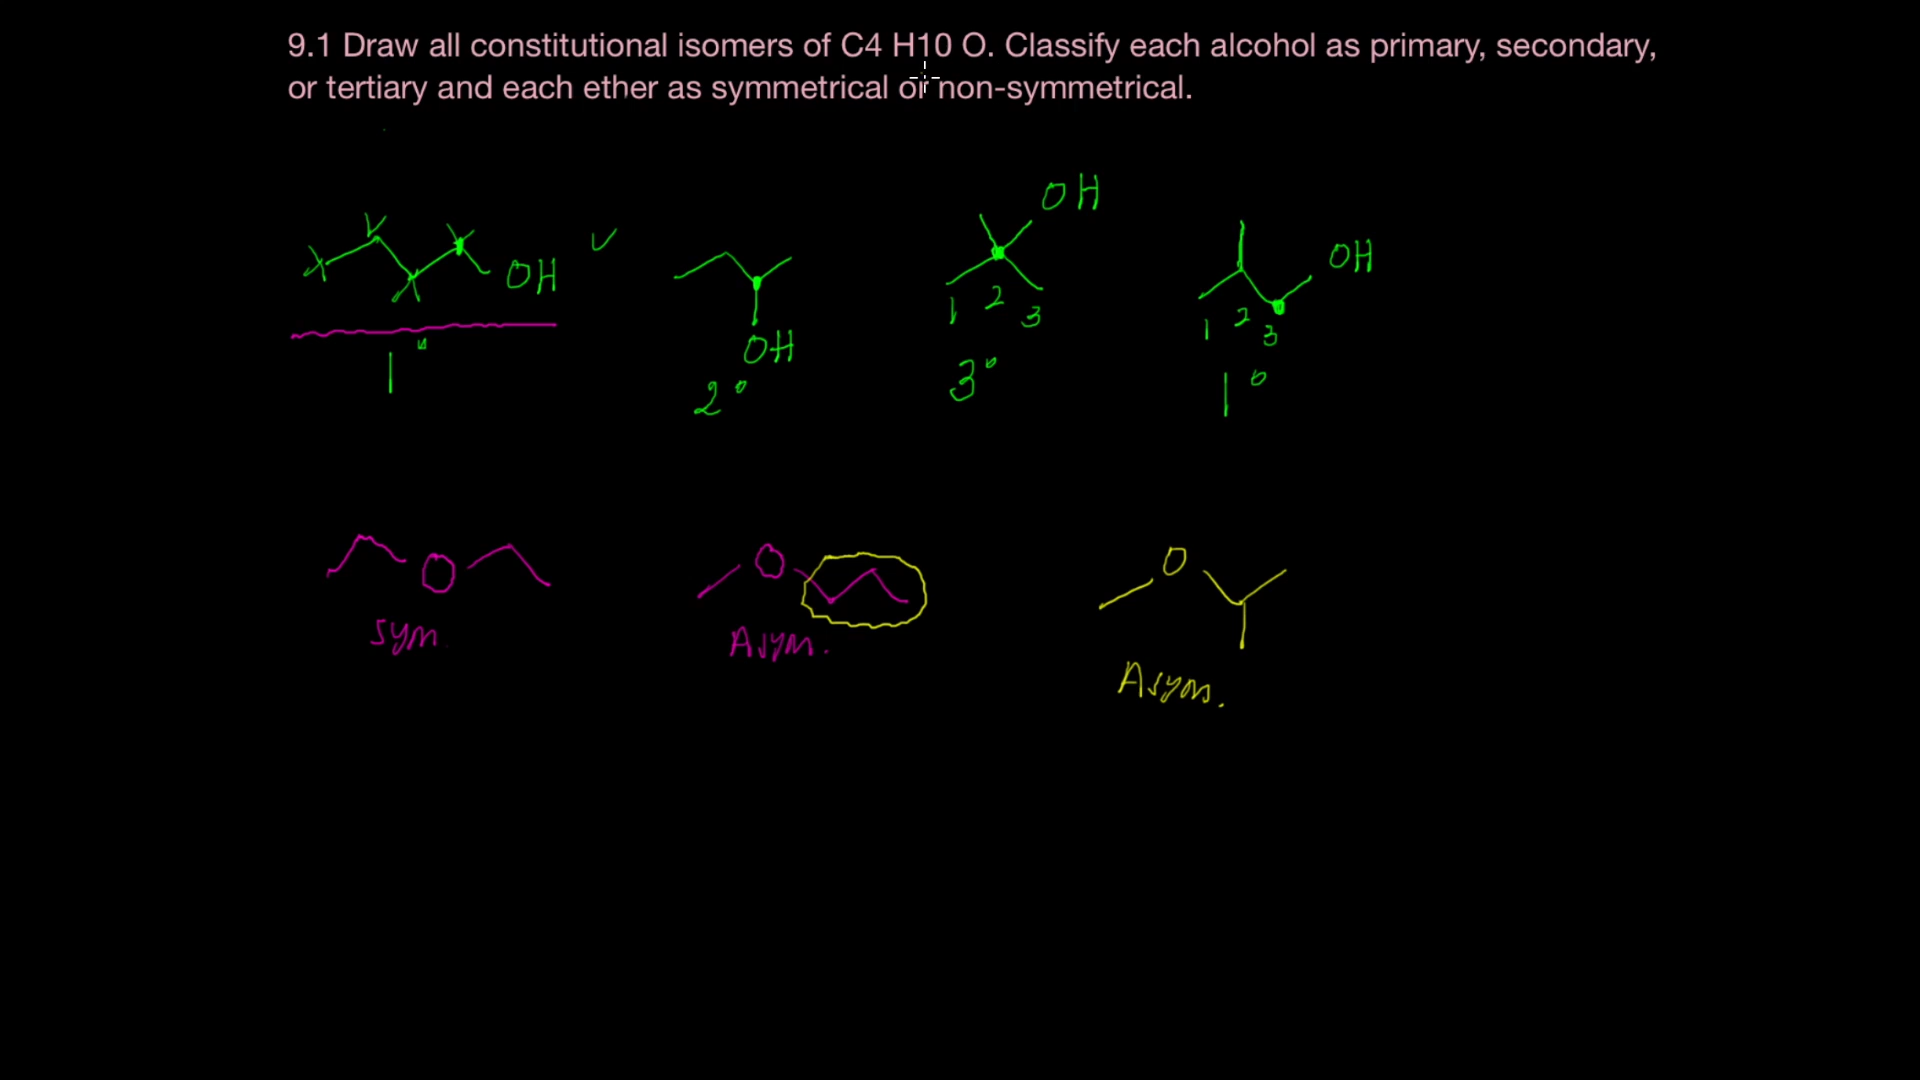 9.1 Draw all constitutional isomers of C4 H10 O. Classify each alcohol as primary, secondary,
or tertiary and each ether as symmetrical or non-symmetrical.
OH
OH
OH
OH
1 2 3
1 2 3
1°
2°
3°
1°
O
O
O
Sym
Asym.
Asym.